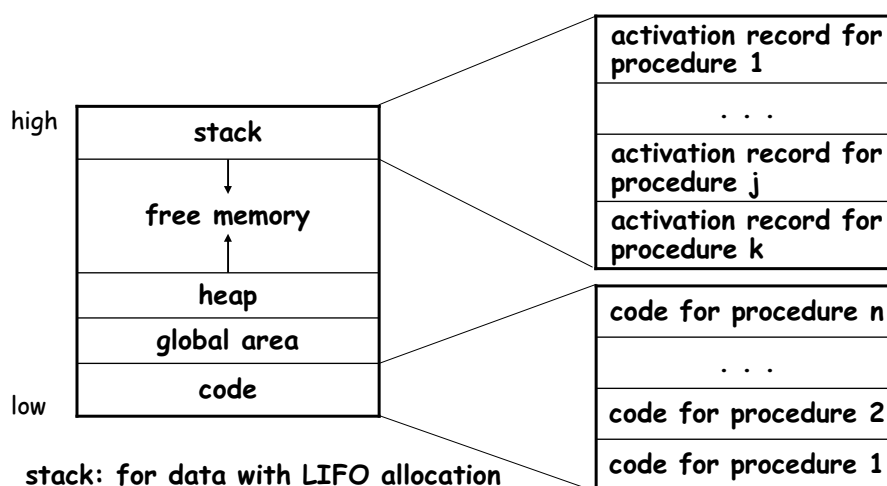 high
stack
free memory
heap
global area
code
low
activation record for
procedure 1
. . .
activation record for
procedure j
activation record for
procedure k
code for procedure n
. . .
code for procedure 2
code for procedure 1
stack: for data with LIFO allocation